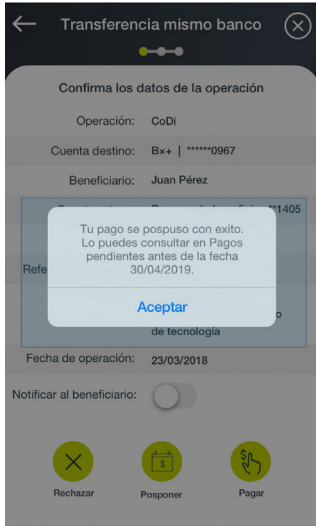 Transferencia mismo banco
Confirma los datos de la operación
Operación: CoDi
Cuenta destino: B×+ | ******0967
Beneficiario: Juan Pérez
*1405
Tu pago se pospuso con exito.
Lo puedes consultar en Pagos
pendientes antes de la fecha
30/04/2019.
Aceptar
de tecnología
Fecha de operación: 23/03/2018
Notificar al beneficiario:
Rechazar Posponer Pagar